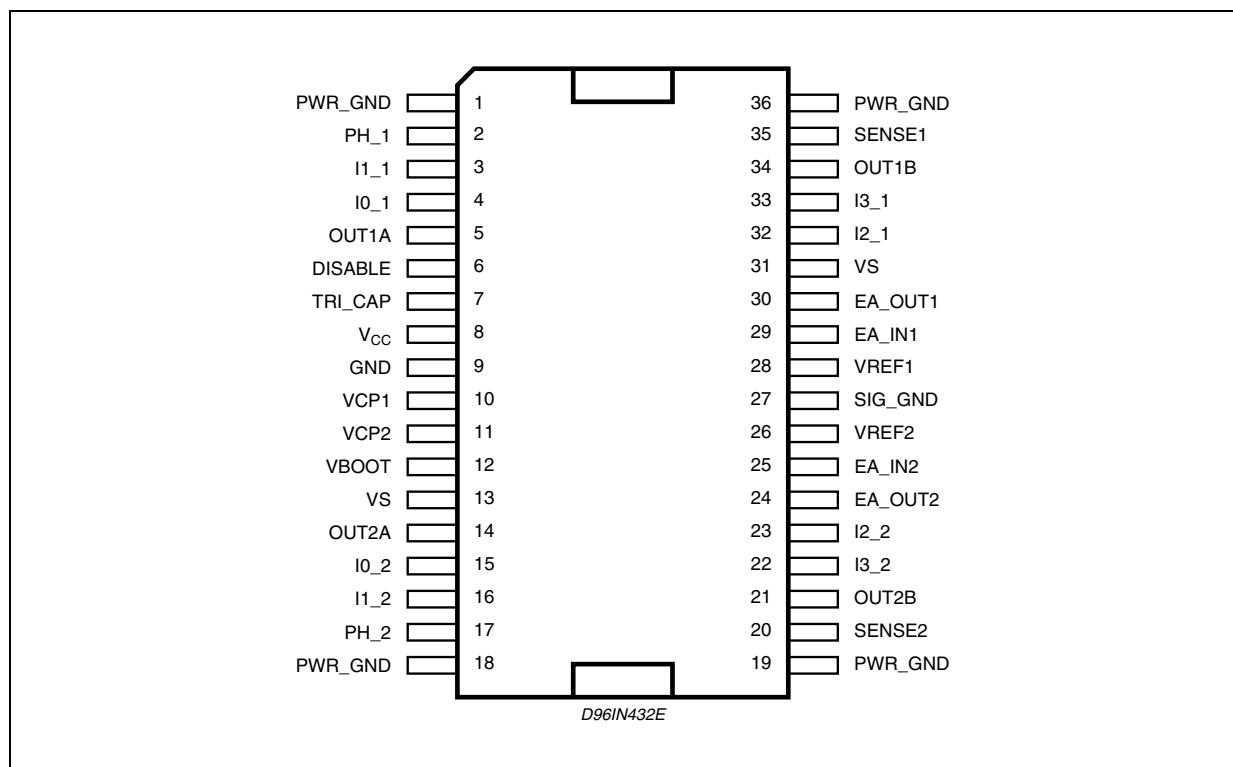 PWR_GND 1 36 PWR_GND
PH_1 2 35 SENSE1
I1_1 3 34 OUT1B
I0_1 4 33 I3_1
OUT1A 5 32 I2_1
DISABLE 6 31 VS
TRI_CAP 7 30 EA_OUT1
VCC 8 29 EA_IN1
GND 9 28 VREF1
VCP1 10 27 SIG_GND
VCP2 11 26 VREF2
VBOOT 12 25 EA_IN2
VS 13 24 EA_OUT2
OUT2A 14 23 I2_2
I0_2 15 22 I3_2
I1_2 16 21 OUT2B
PH_2 17 20 SENSE2
PWR_GND 18 19 PWR_GND
D96IN432E